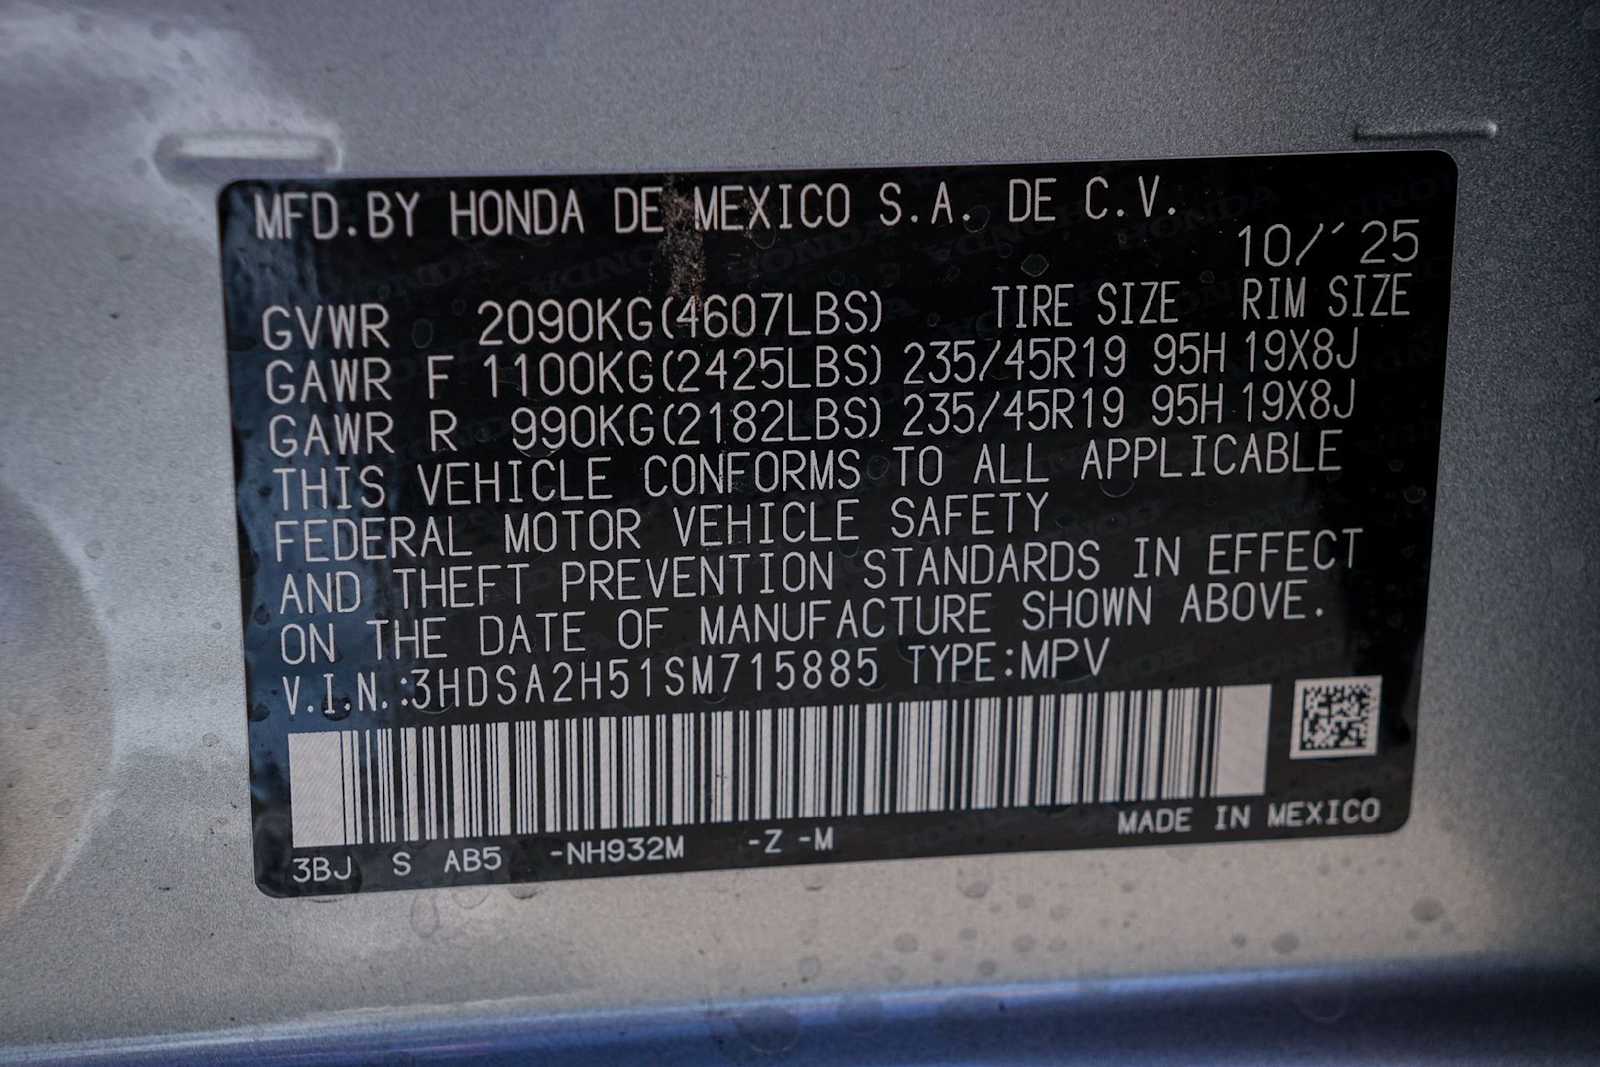 MFD.BY HONDA DE MEXICO S.A. DE C.V.
10/'25
GVWR 2090KG(4607LBS) TIRE SIZE RIM SIZE
GAWR F 1100KG(2425LBS) 235/45R19 95H 19X8J
GAWR R 990KG(2182LBS) 235/45R19 95H 19X8J
THIS VEHICLE CONFORMS TO ALL APPLICABLE
FEDERAL MOTOR VEHICLE SAFETY
AND THEFT PREVENTION STANDARDS IN EFFECT
ON THE DATE OF MANUFACTURE SHOWN ABOVE.
V.I.N.:3HDSA2H51SM715885 TYPE:MPV
MADE IN MEXICO
3BJ S AB5 -NH932M -Z -M